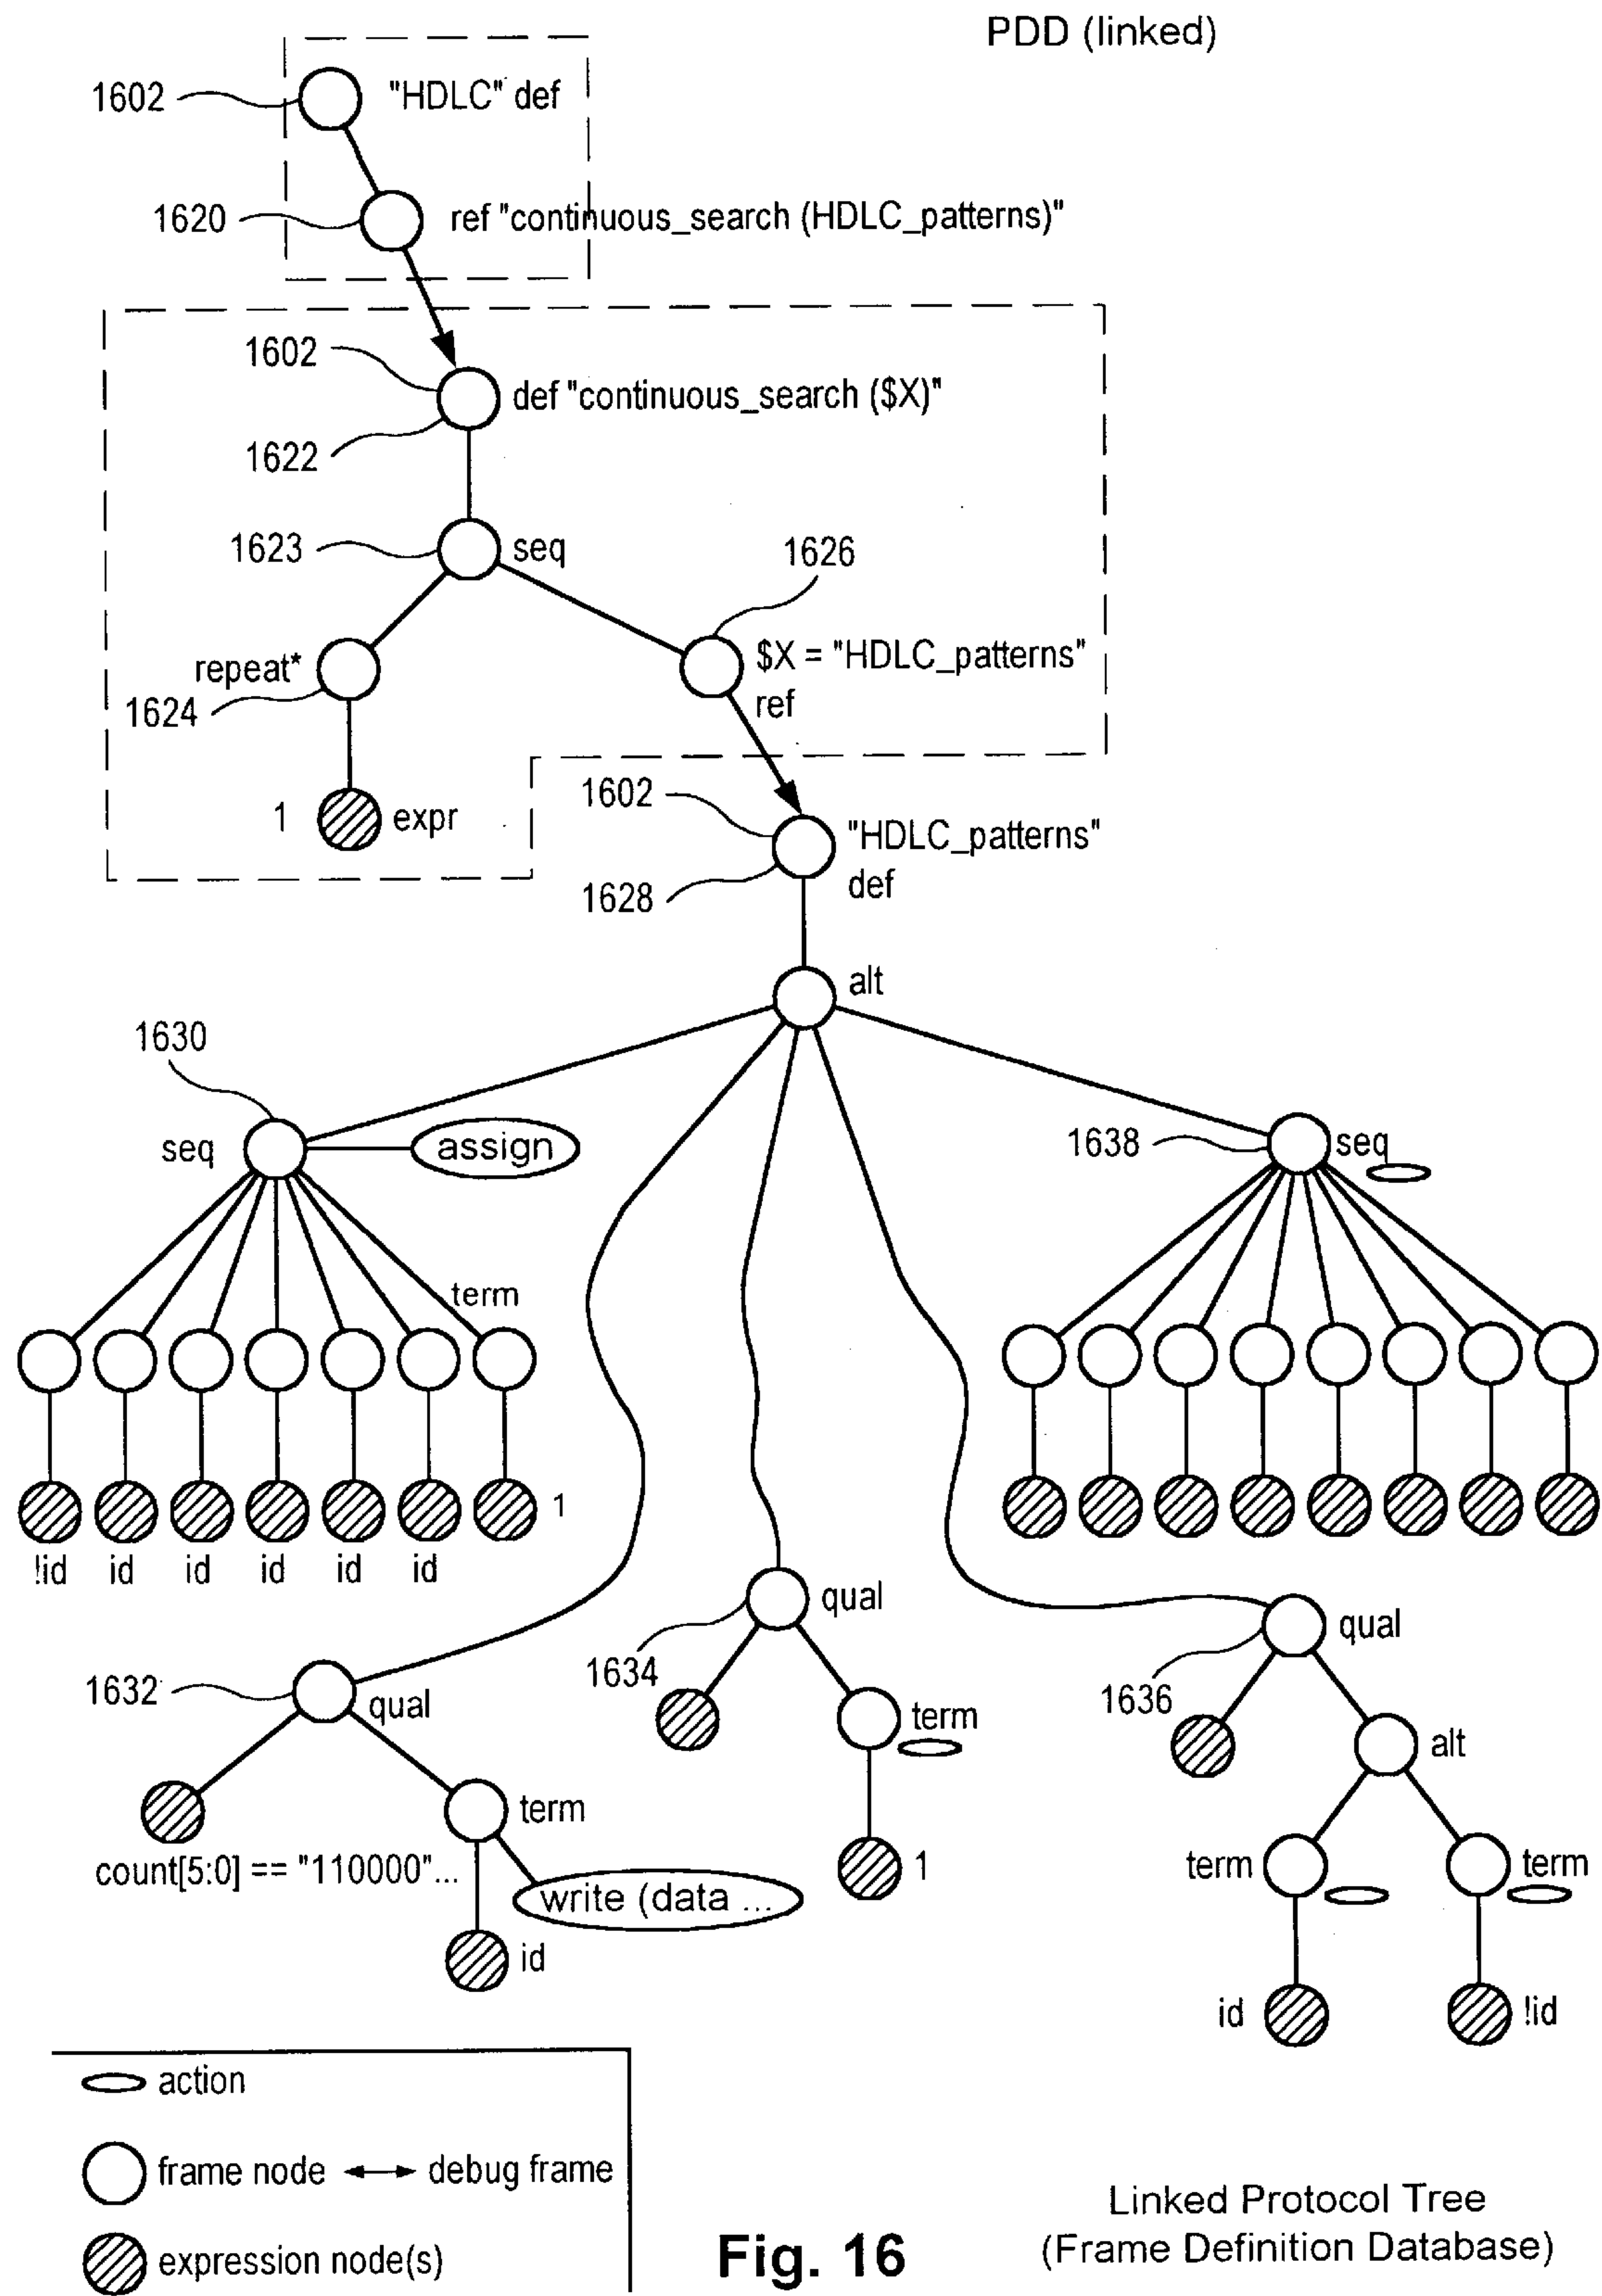 PDD (linked)
1602
"HDLC" def
1620
ref "continuous_search (HDLC_patterns)"
1602
def "continuous_search ($X)"
1622
1623
seq
1626
repeat*
$X = "HDLC_patterns"
ref
1624
1
expr
1602
"HDLC_patterns"
def
1628
alt
1630
seq
assign
1638
seq
term
1
!id
id
id
id
id
id
1632
qual
1634
qual
1636
qual
term
alt
term
count[5:0] == "110000"...
write (data ...
id
1
term
term
id
!id
action
frame node
debug frame
expression node(s)
Fig. 16
Linked Protocol Tree
(Frame Definition Database)